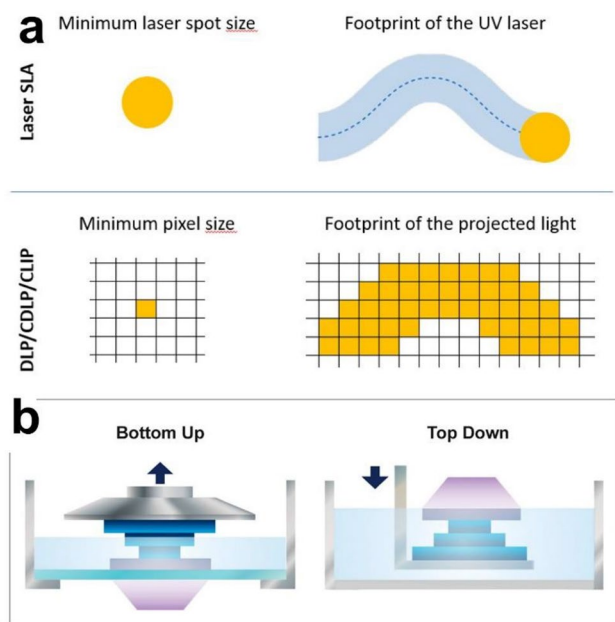 a
Minimum laser spot size
Footprint of the UV laser
Laser SLA
Minimum pixel size
Footprint of the projected light
DLP/CDLP/CLIP
b
Bottom Up
Top Down